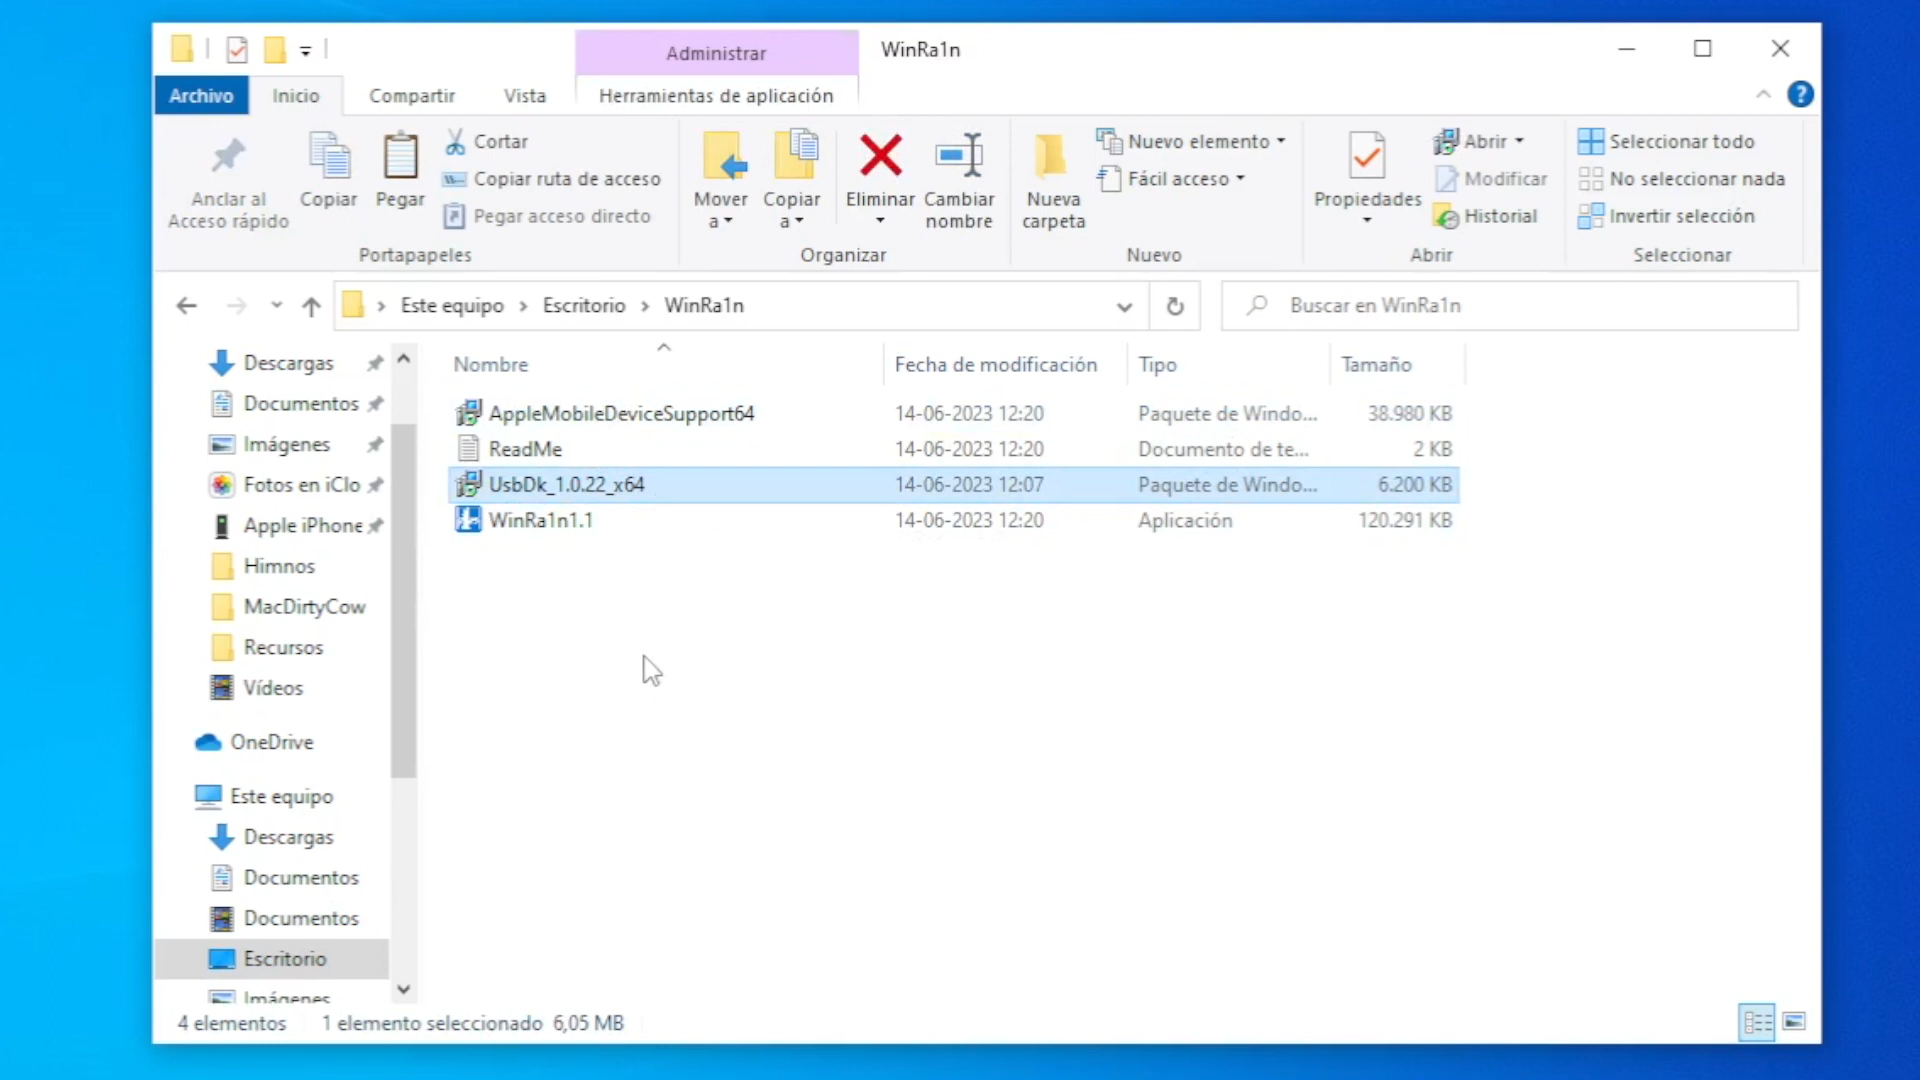 Administrar
WinRa1n
Archivo
Inicio
Compartir
Vista
Herramientas de aplicación
?
Anclar al
Acceso rápido
Copiar
Pegar
Cortar
Copiar ruta de acceso
Pegar acceso directo
Portapapeles
Mover
a
Copiar
a
Eliminar
Cambiar
nombre
Organizar
Nueva
carpeta
Nuevo elemento
Fácil acceso
Nuevo
Propiedades
Abrir
Modificar
Historial
Abrir
Seleccionar todo
No seleccionar nada
Invertir selección
Seleccionar
Este equipo
Escritorio
WinRa1n
Buscar en WinRa1n
Descargas
Documentos
Imágenes
Fotos en iClo
Apple iPhone
Himnos
MacDirtyCow
Recursos
Vídeos
OneDrive
Este equipo
Descargas
Documentos
Documentos
Escritorio
Imágenes
Nombre
Fecha de modificación
Tipo
Tamaño
AppleMobileDeviceSupport64 14-06-2023 12:20 Paquete de Windo... 38.980 KB
ReadMe 14-06-2023 12:20 Documento de te... 2 KB
UsbDk_1.0.22_x64 14-06-2023 12:07 Paquete de Windo... 6.200 KB
WinRa1n1.1 14-06-2023 12:20 Aplicación 120.291 KB
4 elementos
1 elemento seleccionado 6,05 MB